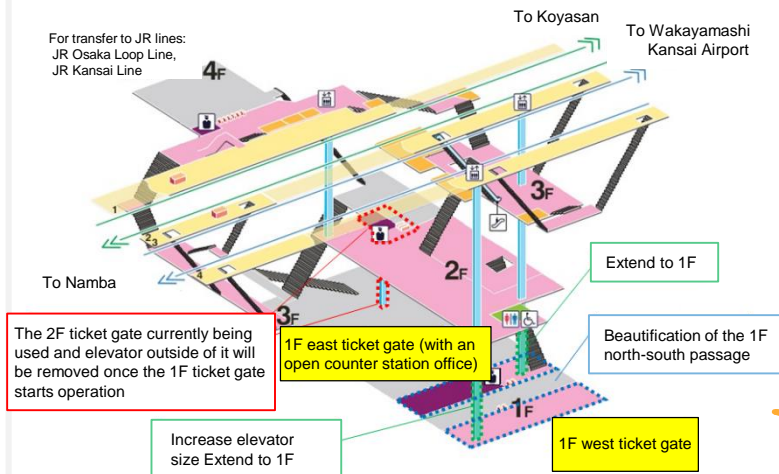 To Koyasan
To Wakayamashi
Kansai Airport
For transfer to JR lines:
JR Osaka Loop Line,
JR Kansai Line
4F
3F
1
2
3
4
2F
To Namba
3F
Extend to 1F
The 2F ticket gate currently being
used and elevator outside of it will
be removed once the 1F ticket gate
starts operation
1F east ticket gate (with an
open counter station office)
Beautification of the 1F
north-south passage
1F
Increase elevator
size Extend to 1F
1F west ticket gate